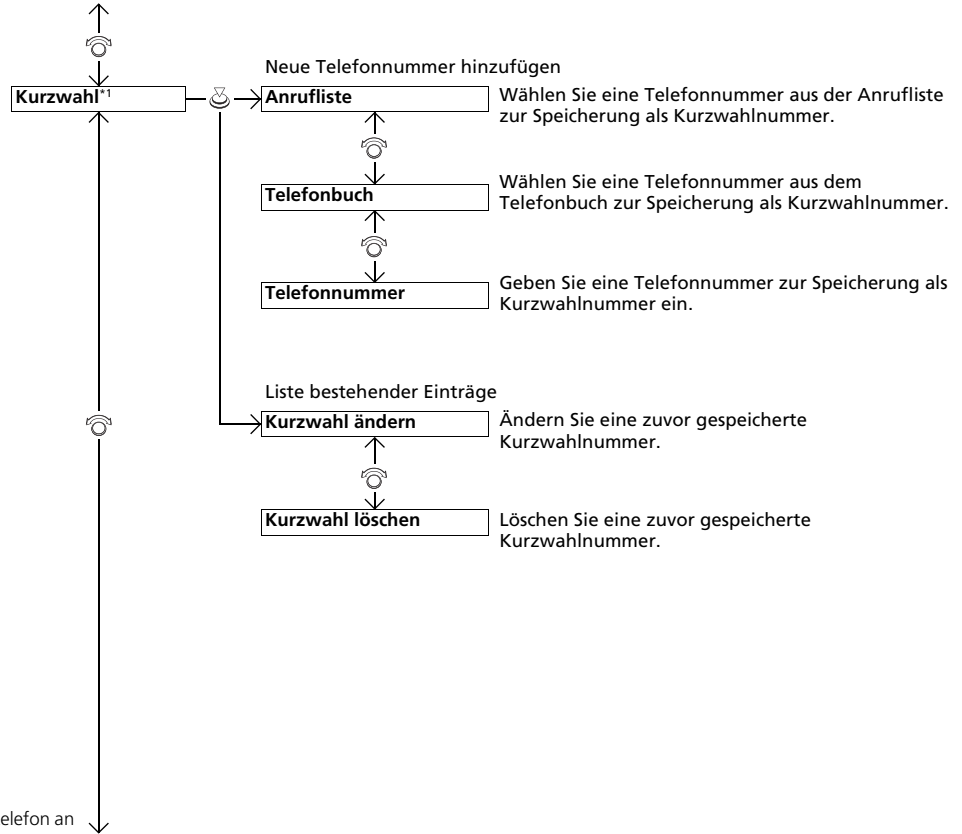 Neue Telefonnummer hinzufügen
Kurzwahl*1
Anrufliste
Wählen Sie eine Telefonnummer aus der Anrufliste
zur Speicherung als Kurzwahlnummer.
Telefonbuch
Wählen Sie eine Telefonnummer aus dem
Telefonbuch zur Speicherung als Kurzwahlnummer.
Telefonnummer
Geben Sie eine Telefonnummer zur Speicherung als
Kurzwahlnummer ein.
Liste bestehender Einträge
Kurzwahl ändern
Ändern Sie eine zuvor gespeicherte
Kurzwahlnummer.
Kurzwahl löschen
Löschen Sie eine zuvor gespeicherte
Kurzwahlnummer.
elefon an